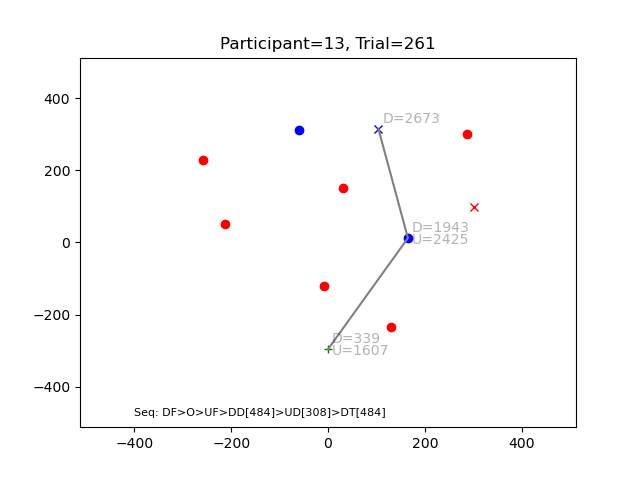 Participant=13, Trial=261
D=2673
D=1943
U=2425
D=339
U=1607
Seq: DF>O>UF>DD[484]>UD[308]>DT[484]
400
200
0
−200
−400
−400 −200 0 200 400